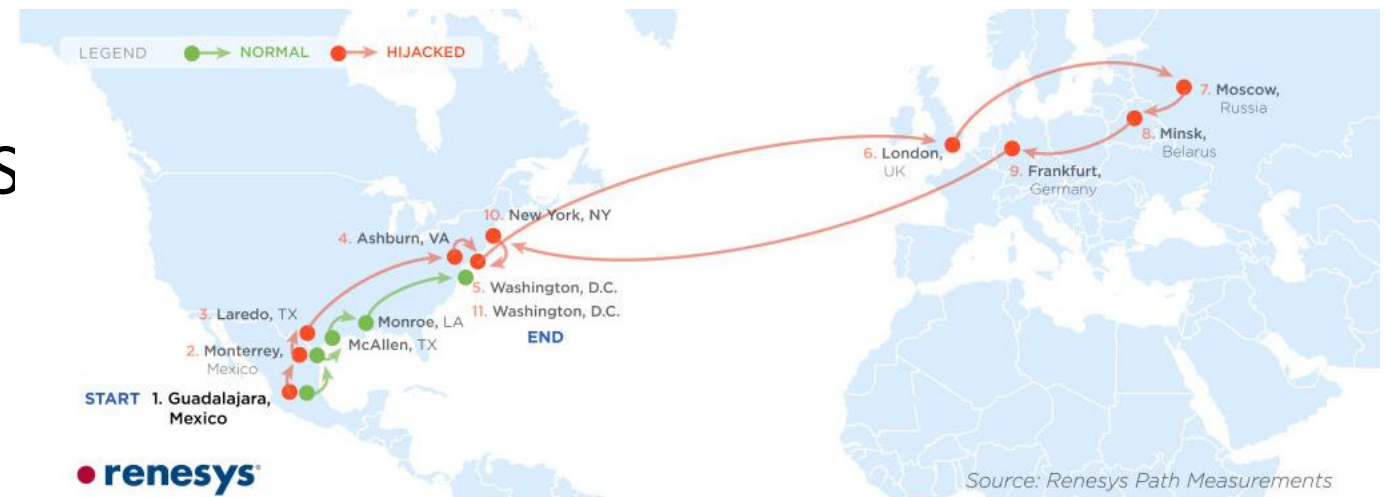 LEGEND NORMAL HIJACKED
S
7. Moscow,
Russia
8. Minsk,
Belarus
6. London,
UK
9. Frankfurt,
Germany
10. New York, NY
4. Ashburn, VA
5. Washington, D.C.
11. Washington, D.C.
END
3. Laredo, TX
Monroe, LA
McAllen, TX
2. Monterrey,
Mexico
START 1. Guadalajara,
Mexico
renesys
Source: Renesys Path Measurements